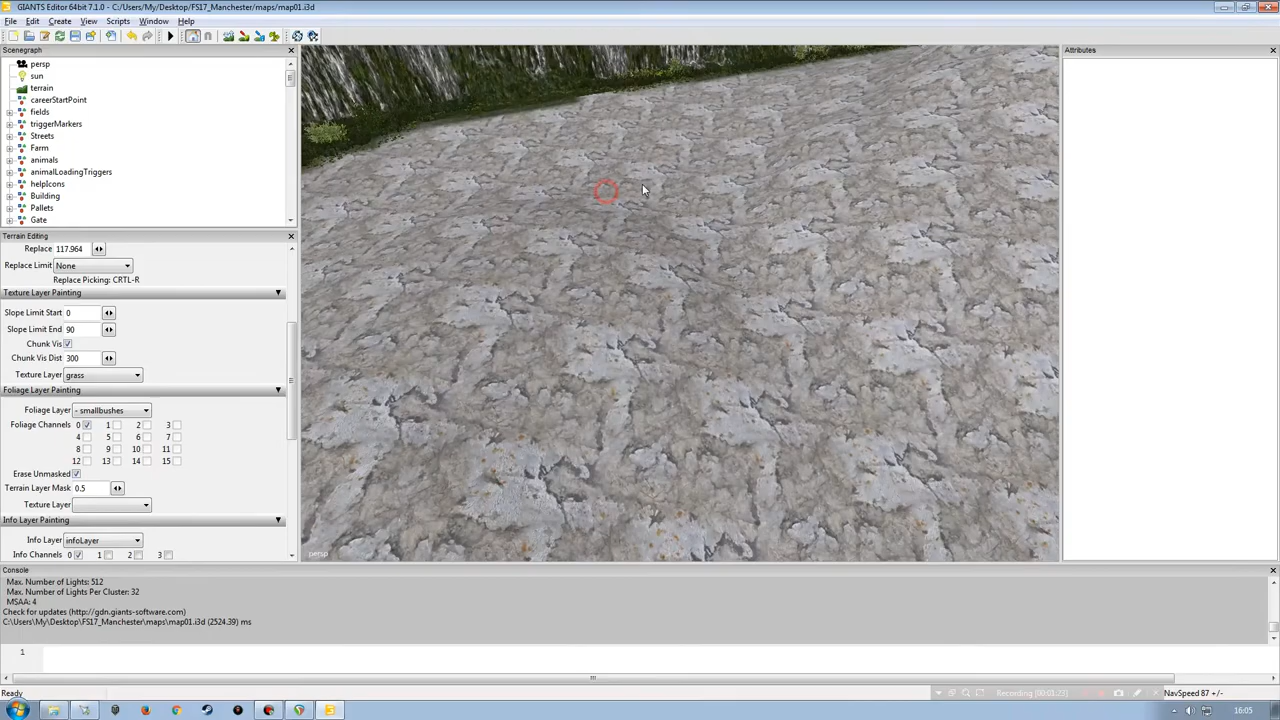 GIANTS Editor 64bit 7.1.0 - C:/Users/My/Desktop/FS17_Manchester/maps/map01.i3d
File Edit Create View Scripts Window Help
Scenegraph
persp
sun
terrain
careerStartPoint
fields
triggerMarkers
Streets
Farm
animals
animalLoadingTriggers
helpIcons
Building
Pallets
Gate
Terrain Editing
Replace 117.964
Replace Limit None
Replace Picking: CRTL-R
Texture Layer Painting
Slope Limit Start 0
Slope Limit End 90
Chunk Vis
Chunk Vis Dist 300
Texture Layer grass
Foliage Layer Painting
Foliage Layer - smallbushes
Foliage Channels 0 1 2 3
4 5 6 7
8 9 10 11
12 13 14 15
Erase Unmasked
Terrain Layer Mask 0.5
Texture Layer
Info Layer Painting
Info Layer infoLayer
Info Channels 0 1 2 3
persp
Attributes
Console
Max. Number of Lights: 512
Max. Number of Lights Per Cluster: 32
MSAA: 4
Check for updates (http://gdn.giants-software.com)
C:\Users\My\Desktop\FS17_Manchester\maps\map01.i3d (2524.39) ms
1
Ready
Recording [00:01:23]
NavSpeed 87 +/-
16:05